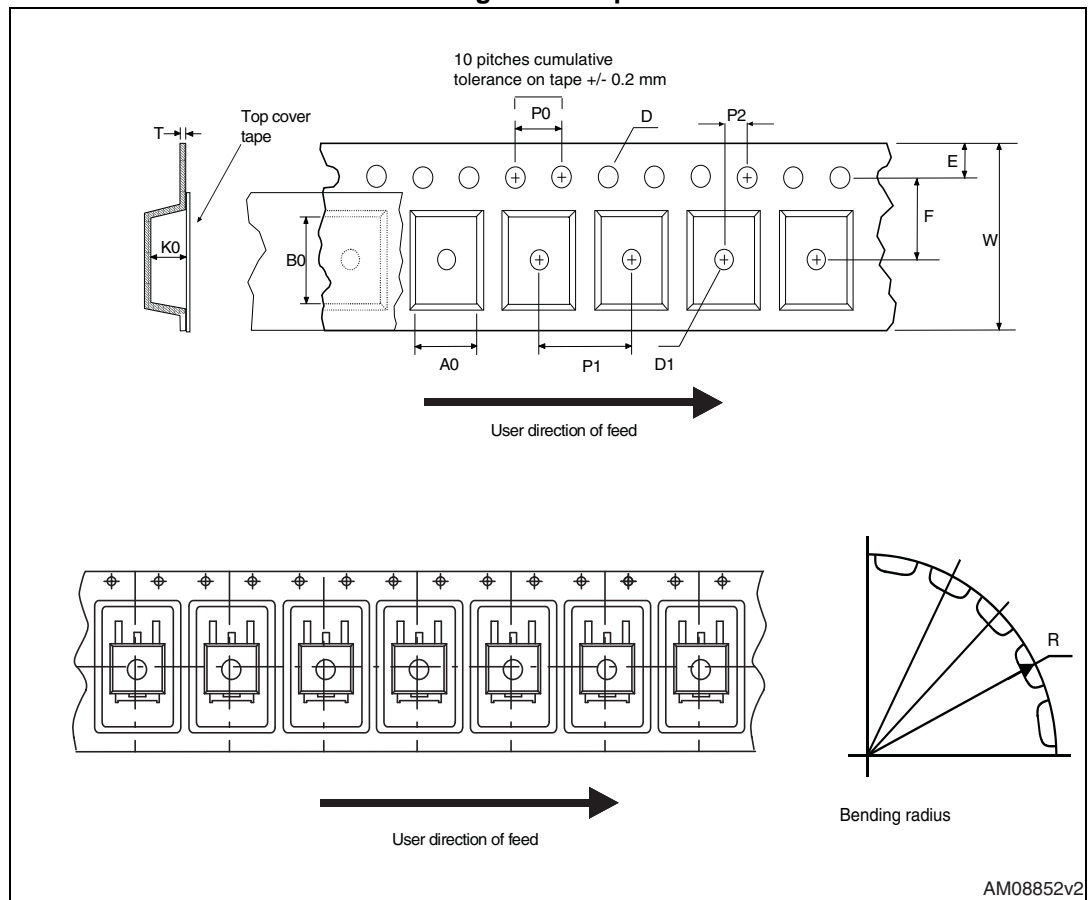 10 pitches cumulative
tolerance on tape +/- 0.2 mm
Top cover
tape
T
P0
D
P2
E
F
W
K0
B0
A0
P1
D1
User direction of feed
R
Bending radius
User direction of feed
AM08852v2